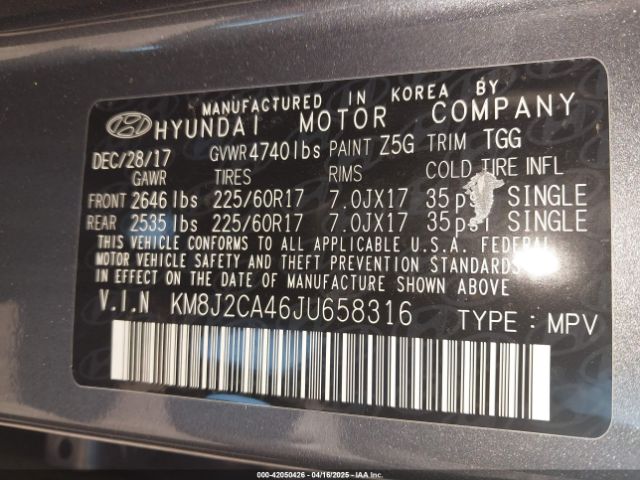 MANUFACTURED IN KOREA BY
HYUNDAI MOTOR COMPANY
DEC/28/17 GVWR 4740lbs PAINT Z5G TRIM TGG
GAWR TIRES RIMS COLD TIRE INFL
FRONT 2646lbs 225/60R17 7.0JX17 35psi SINGLE
REAR 2535lbs 225/60R17 7.0JX17 35psi SINGLE
THIS VEHICLE CONFORMS TO ALL APPLICABLE U.S.A. FEDERAL
MOTOR VEHICLE SAFETY AND THEFT PREVENTION STANDARDS
IN EFFECT ON THE DATE OF MANUFACTURE SHOWN ABOVE
V.I.N KM8J2CA46JU658316 TYPE : MPV
000-42050426 - 04/16/2025 - IAAI